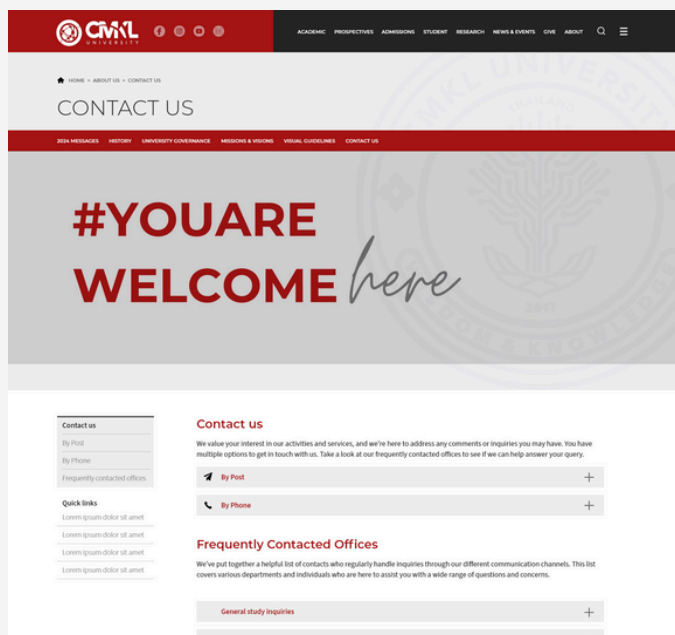 CMKL
UNIVERSITY
ACADEMIC PROSPECTIVES ADMISSIONS STUDENT RESEARCH NEWS & EVENTS GIVE ABOUT
HOME > ABOUT US > CONTACT US
CONTACT US
2024 MESSAGES HISTORY UNIVERSITY GOVERNANCE MISSIONS & VISIONS VISUAL GUIDELINES CONTACT US
CMKL UNIVERSITY
THAILAND
2017
& KNOWLEDGE
#YOUARE
WELCOME here
Contact us
By Post
By Phone
Frequently contacted offices
Quick links
Lorem ipsum dolor sit amet
Lorem ipsum dolor sit amet
Lorem ipsum dolor sit amet
Lorem ipsum dolor sit amet
Contact us
We value your interest in our activities and services, and we're here to address any comments or inquiries you may have. You have
multiple options to get in touch with us. Take a look at our frequently contacted offices to see if we can help answer your query.
By Post
By Phone
Frequently Contacted Offices
We've put together a helpful list of contacts who regularly handle inquiries through our different communication channels. This list
covers various departments and individuals who are here to assist you with a wide range of questions and concerns.
General study inquiries